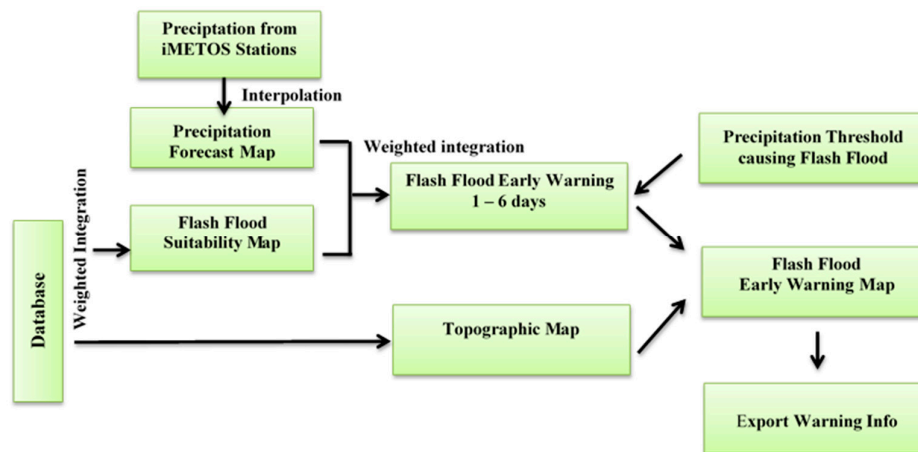 Preciptation from
iMETOS Stations
Interpolation
Precipitation
Forecast Map
Weighted integration
Precipitation Threshold
causing Flash Flood
Flash Flood Early Warning
1 – 6 days
Flash Flood
Suitability Map
Weighted Integration
Database
Flash Flood
Early Warning Map
Topographic Map
Export Warning Info